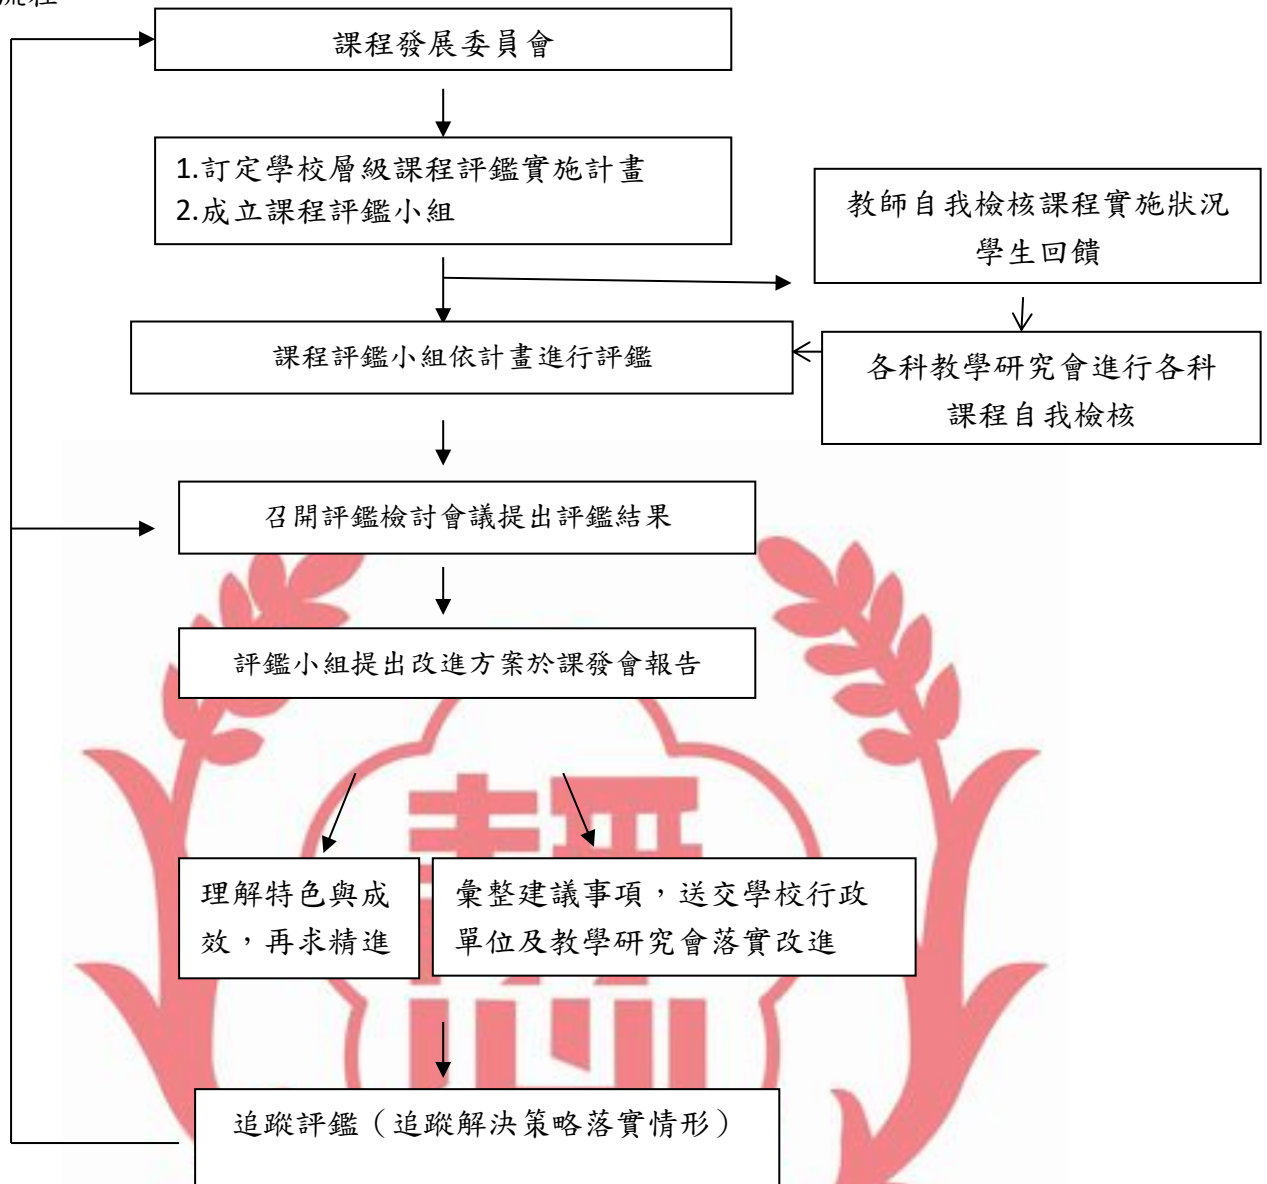 流程
課程發展委員會
1.訂定學校層級課程評鑑實施計畫
2.成立課程評鑑小組
教師自我檢核課程實施狀況
學生回饋
課程評鑑小組依計畫進行評鑑
各科教學研究會進行各科
課程自我檢核
召開評鑑檢討會議提出評鑑結果
評鑑小組提出改進方案於課發會報告
理解特色與成
效，再求精進
彙整建議事項，送交學校行政
單位及教學研究會落實改進
追蹤評鑑（追蹤解決策略落實情形）